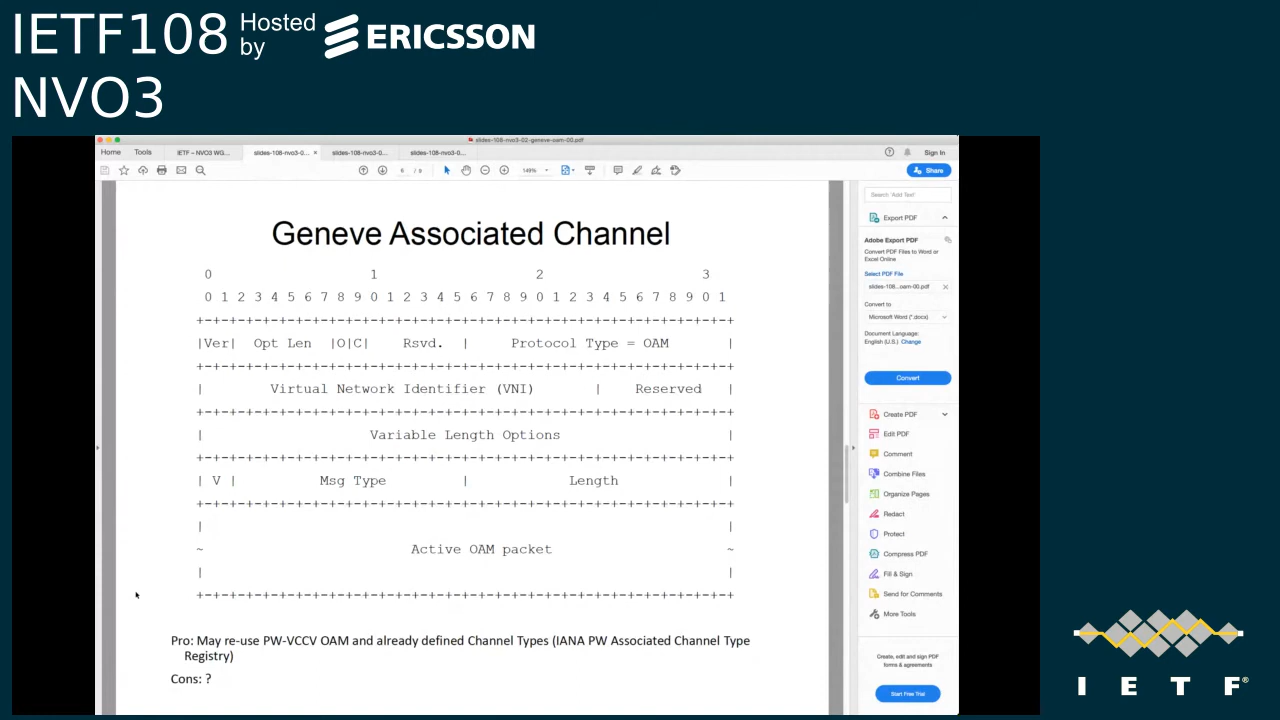 IETF108 Hosted by ERICSSON
NVO3
slides-108-nvo3-02-geneve-oam-00.pdf
Home Tools IETF – NVO3 WG... slides-108-nvo3-0... × slides-108-nvo3-0... slides-108-nvo3-0... Sign In
6 / 8 149% Share
Geneve Associated Channel
0 1 2 3
0 1 2 3 4 5 6 7 8 9 0 1 2 3 4 5 6 7 8 9 0 1 2 3 4 5 6 7 8 9 0 1
+-+-+-+-+-+-+-+-+-+-+-+-+-+-+-+-+-+-+-+-+-+-+-+-+-+-+-+-+-+-+-+-+
|Ver| Opt Len |O|C| Rsvd. | Protocol Type = OAM |
+-+-+-+-+-+-+-+-+-+-+-+-+-+-+-+-+-+-+-+-+-+-+-+-+-+-+-+-+-+-+-+-+
| Virtual Network Identifier (VNI) | Reserved |
+-+-+-+-+-+-+-+-+-+-+-+-+-+-+-+-+-+-+-+-+-+-+-+-+-+-+-+-+-+-+-+-+
| Variable Length Options |
+-+-+-+-+-+-+-+-+-+-+-+-+-+-+-+-+-+-+-+-+-+-+-+-+-+-+-+-+-+-+-+-+
| V | Msg Type | Length |
+-+-+-+-+-+-+-+-+-+-+-+-+-+-+-+-+-+-+-+-+-+-+-+-+-+-+-+-+-+-+-+-+
| |
~ Active OAM packet ~
| |
+-+-+-+-+-+-+-+-+-+-+-+-+-+-+-+-+-+-+-+-+-+-+-+-+-+-+-+-+-+-+-+-+
Pro: May re-use PW-VCCV OAM and already defined Channel Types (IANA PW Associated Channel Type
Registry)
Cons: ?
Search 'Add Text'
Export PDF
Adobe Export PDF
Convert PDF Files to Word or
Excel Online
Select PDF File
slides-108...oam-00.pdf ×
Convert to
Microsoft Word (*.docx)
Document Language:
English (U.S.) Change
Convert
Create PDF
Edit PDF
Comment
Combine Files
Organize Pages
Redact
Protect
Compress PDF
Fill & Sign
Send for Comments
More Tools
Create, edit and sign PDF
forms & agreements
Start Free Trial
I E T F®